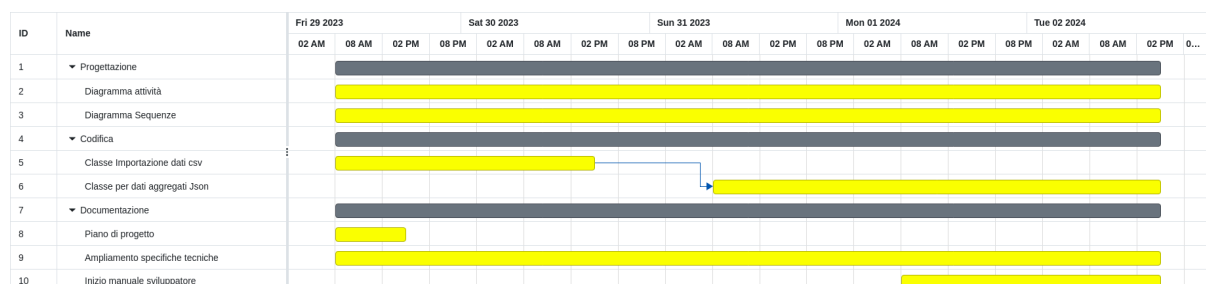 ID Name Fri 29 2023 Sat 30 2023 Sun 31 2023 Mon 01 2024 Tue 02 2024
02 AM 08 AM 02 PM 08 PM 02 AM 08 AM 02 PM 08 PM 02 AM 08 AM 02 PM 08 PM 02 AM 08 AM 02 PM 08 PM 02 AM 08 AM 02 PM 0...
1 Progettazione
2 Diagramma attività
3 Diagramma Sequenze
4 Codifica
5 Classe Importazione dati csv
6 Classe per dati aggregati Json
7 Documentazione
8 Piano di progetto
9 Ampliamento specifiche tecniche
10 Inizio manuale sviluppatore